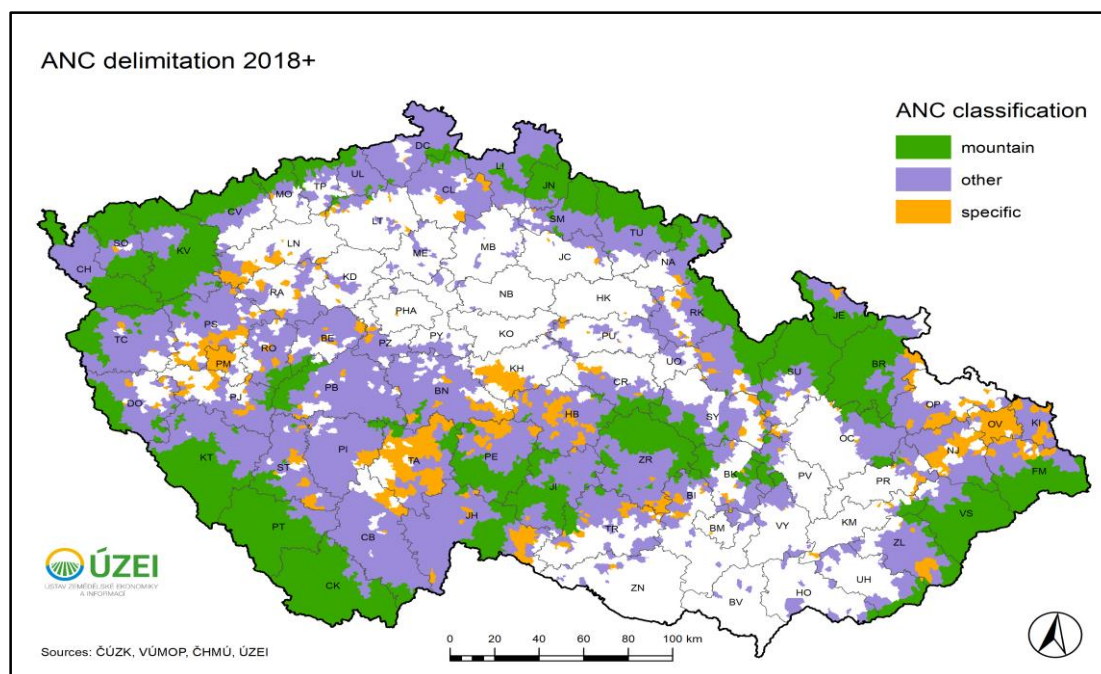 ANC delimitation 2018+
ANC classification
mountain
other
specific
DC
LI
UL
TP
MO
CL
JN
CV
LT
SM
SO
KV
LN
ME
MB
TU
CH
JC
NA
RA
KD
NB
HK
PHA
RK
JE
PS
KO
TC
RO
BE
PY
PU
PZ
UO
BR
PM
KH
SU
PB
BN
CR
DO
PJ
HB
SY
OP
OV
KI
OC
KT
PI
TA
PE
ZR
NJ
ST
BK
FM
JI
PV
PR
PT
JH
BI
VS
CB
TR
BM
VY
KM
ZL
CK
ZN
UH
BV
HO
ÚZEI
ÚSTAV ZEMĚDĚLSKÉ EKONOMIKY
A INFORMACÍ
0 20 40 60 80 100 km
Sources: ČÚZK, VÚMOP, ČHMÚ, ÚZEI